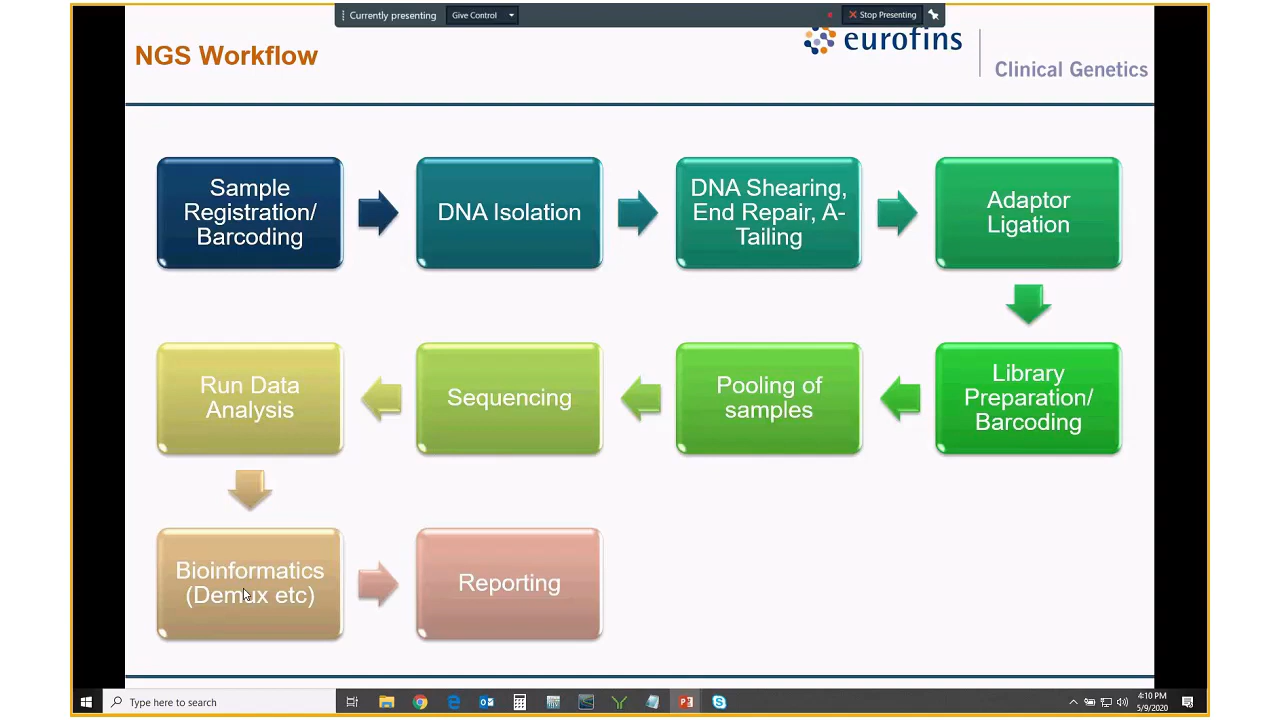 Currently presenting
Give Control
Stop Presenting
NGS Workflow
eurofins
Clinical Genetics
Sample
Registration/
Barcoding
DNA Isolation
DNA Shearing,
End Repair, A-
Tailing
Adaptor
Ligation
Library
Preparation/
Barcoding
Pooling of
samples
Sequencing
Run Data
Analysis
Bioinformatics
(Demux etc)
Reporting
Type here to search
4:10 PM
5/9/2020